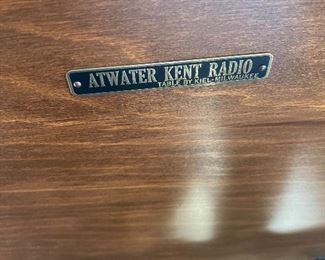 ATWATER KENT RADIO
TABLE BY KIEL-MILWAUKEE